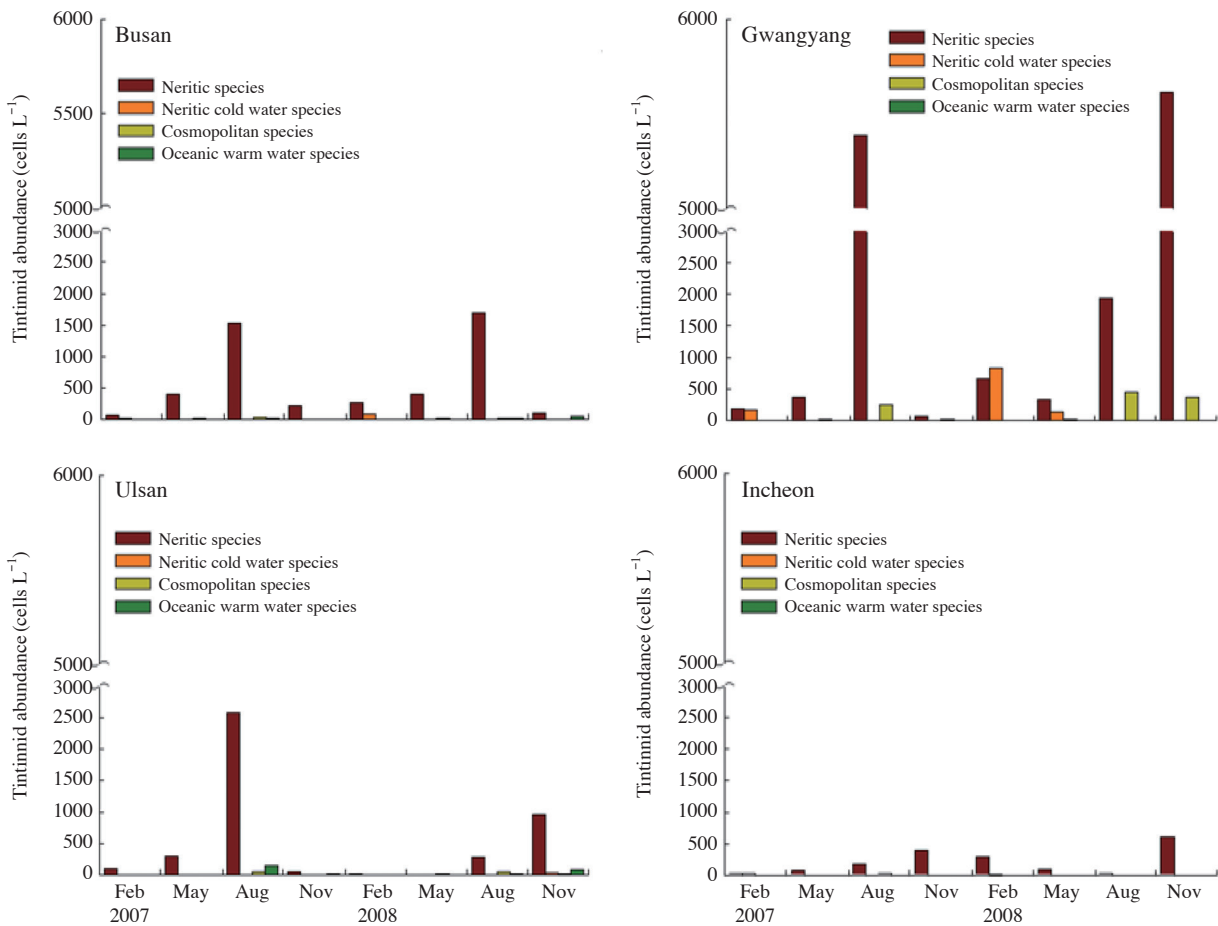 Busan
Neritic species
Neritic cold water species
Cosmopolitan species
Oceanic warm water species
Tintinnid abundance (cells L⁻¹)
6000
5500
5000
3000
2500
2000
1500
1000
500
0
Gwangyang
Neritic species
Neritic cold water species
Cosmopolitan species
Oceanic warm water species
Tintinnid abundance (cells L⁻¹)
6000
5000
3000
2500
2000
1500
1000
500
0
Ulsan
Neritic species
Neritic cold water species
Cosmopolitan species
Oceanic warm water species
Tintinnid abundance (cells L⁻¹)
6000
5000
3000
2500
2000
1500
1000
500
0
Feb May Aug Nov Feb May Aug Nov
2007 2008
Incheon
Neritic species
Neritic cold water species
Cosmopolitan species
Oceanic warm water species
Tintinnid abundance (cells L⁻¹)
6000
5000
3000
2500
2000
1500
1000
500
0
Feb May Aug Nov Feb May Aug Nov
2007 2008